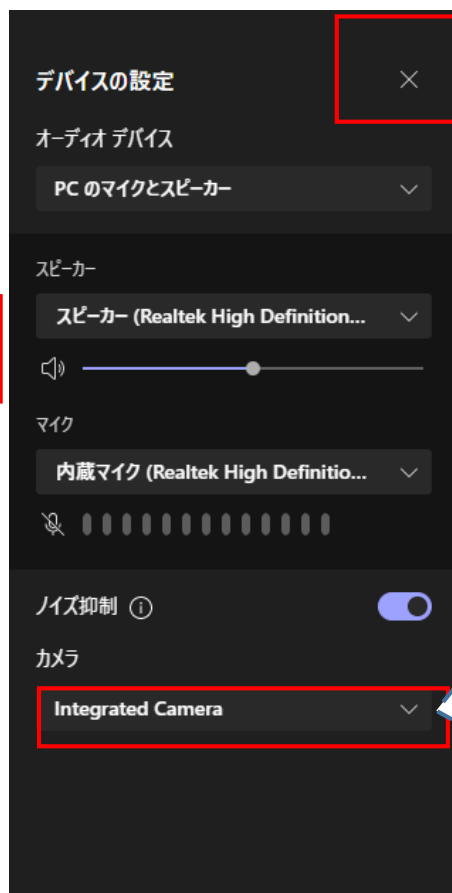 デバイスの設定
オーディオ デバイス
PC のマイクとスピーカー
スピーカー
スピーカー (Realtek High Definition...
マイク
内蔵マイク (Realtek High Definitio...
ノイズ抑制
カメラ
Integrated Camera